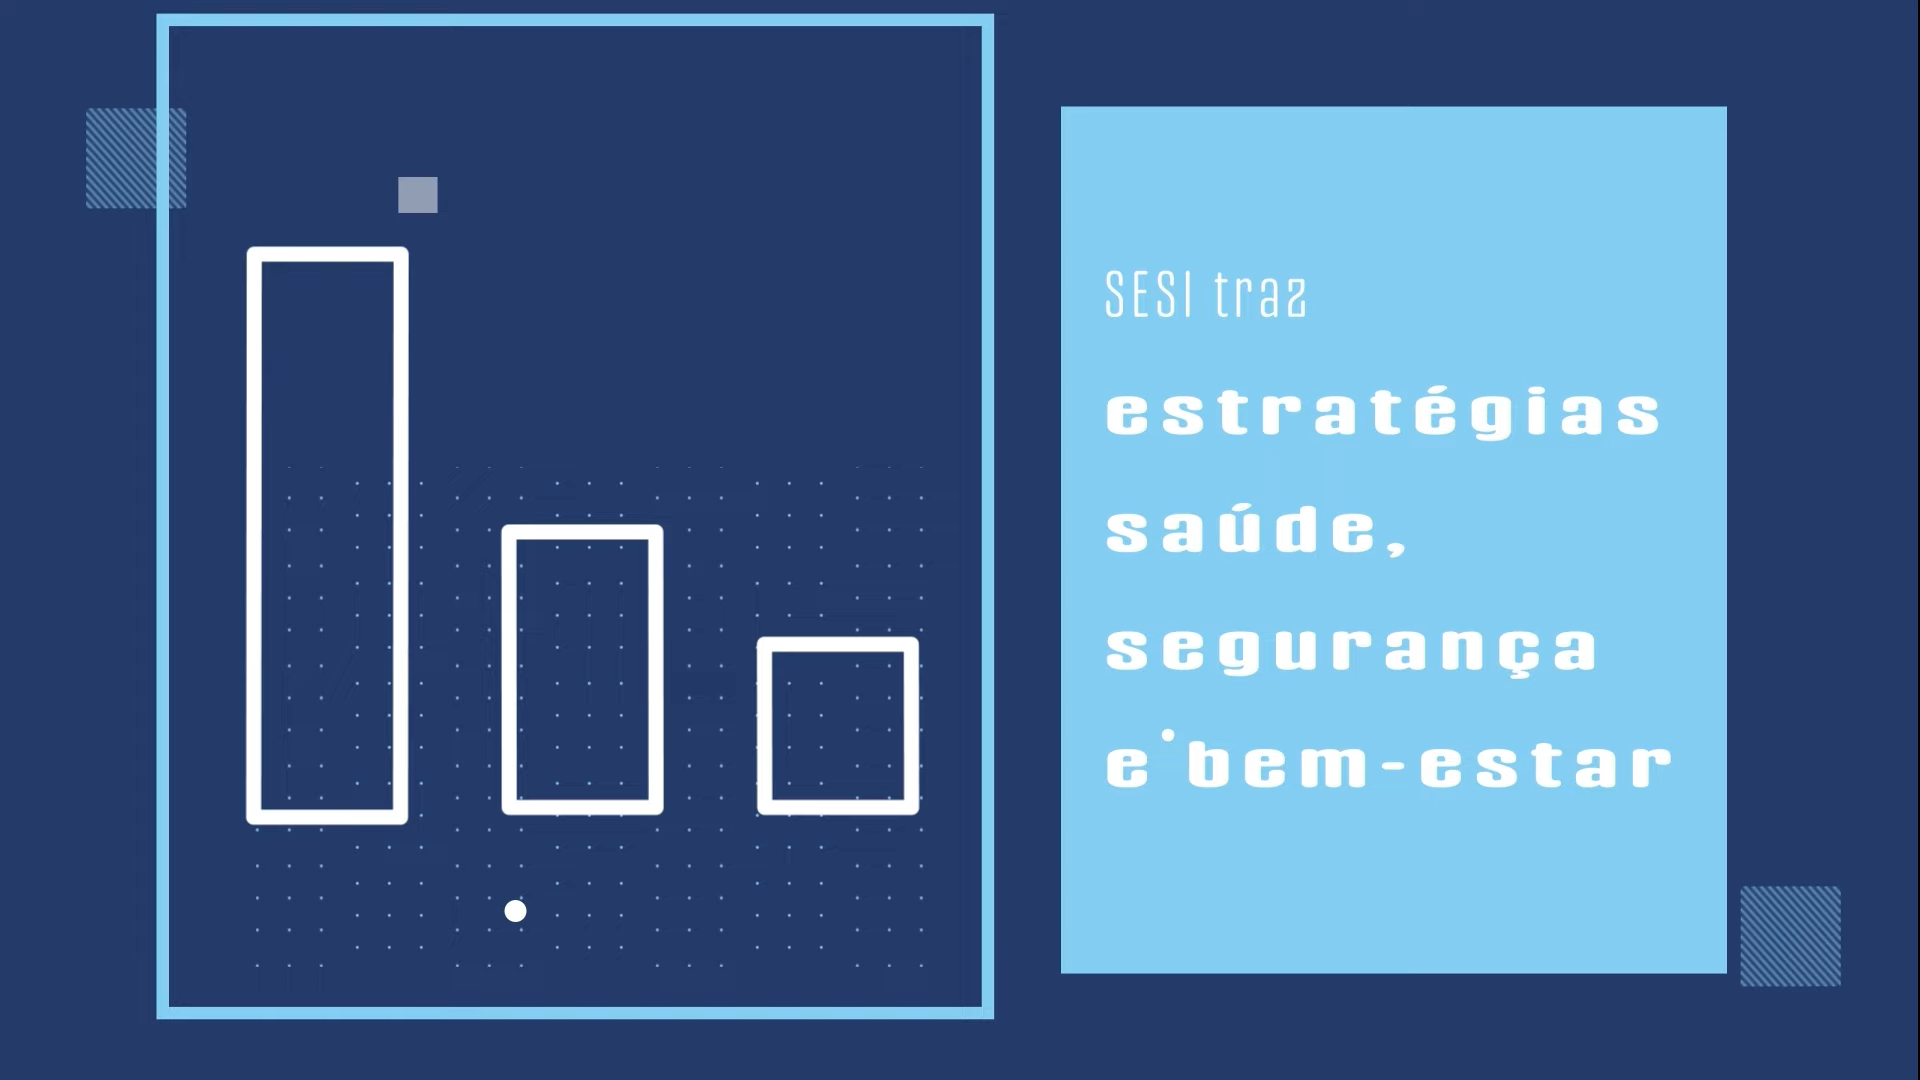 SESI traz
estratégias
saúde,
segurança
e bem-estar